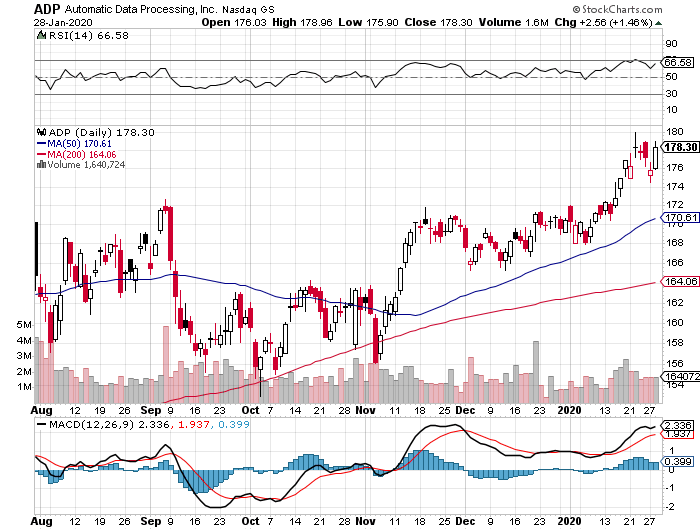 ADP Automatic Data Processing, Inc. Nasdaq GS © StockCharts.com
28-Jan-2020 Open 176.03 High 178.96 Low 175.90 Close 178.30 Volume 1.6M Chg +2.56 (+1.46%)
RSI(14) 66.58
90
70
66.58
50
30
10
ADP (Daily) 178.30
MA(50) 170.61
MA(200) 164.06
Volume 1,640,724
180
178.30
176
174
172
170.61
170
168
166
164.06
162
160
158
156
154
1640724
5M
4M
3M
2M
1M
Aug 12 19 26 Sep 9 16 23 Oct 7 14 21 28 Nov 11 18 25 Dec 9 16 23 2020 13 21 27
MACD(12,26,9) 2.336, 1.937, 0.399
2.336
1.937
1
0.399
0
-1
-2
Aug 12 19 26 Sep 9 16 23 Oct 7 14 21 28 Nov 11 18 25 Dec 9 16 23 2020 13 21 27